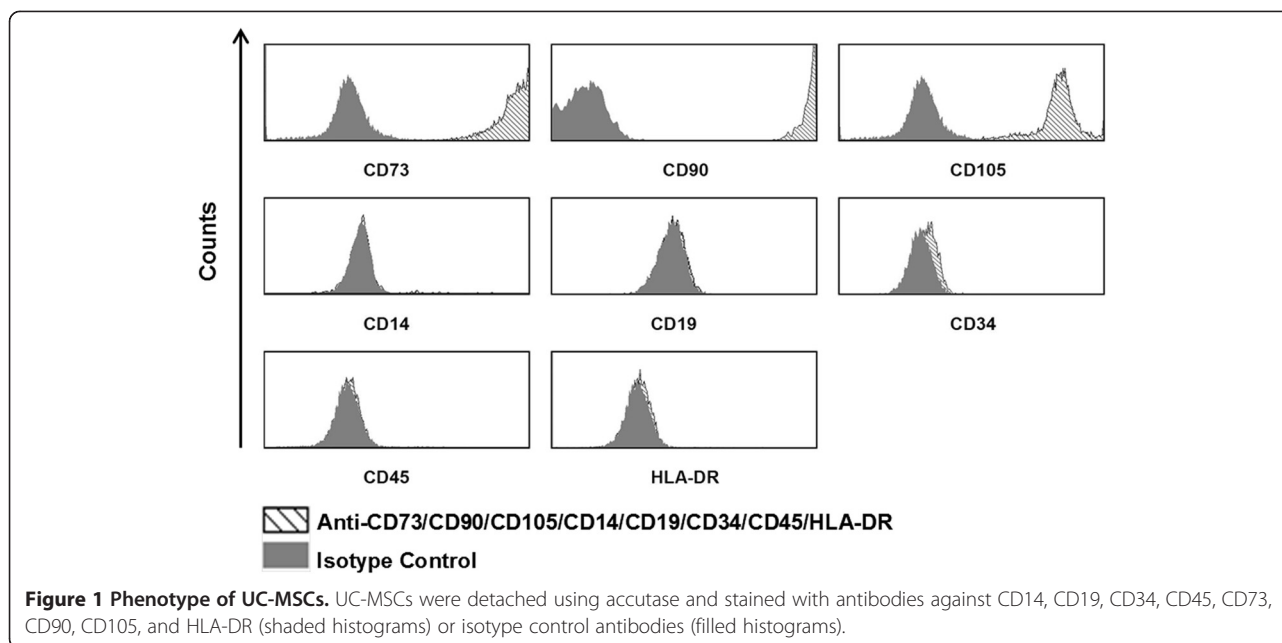 Counts
CD73
CD90
CD105
CD14
CD19
CD34
CD45
HLA-DR
Anti-CD73/CD90/CD105/CD14/CD19/CD34/CD45/HLA-DR
Isotype Control
Figure 1 Phenotype of UC-MSCs. UC-MSCs were detached using accutase and stained with antibodies against CD14, CD19, CD34, CD45, CD73,
CD90, CD105, and HLA-DR (shaded histograms) or isotype control antibodies (filled histograms).